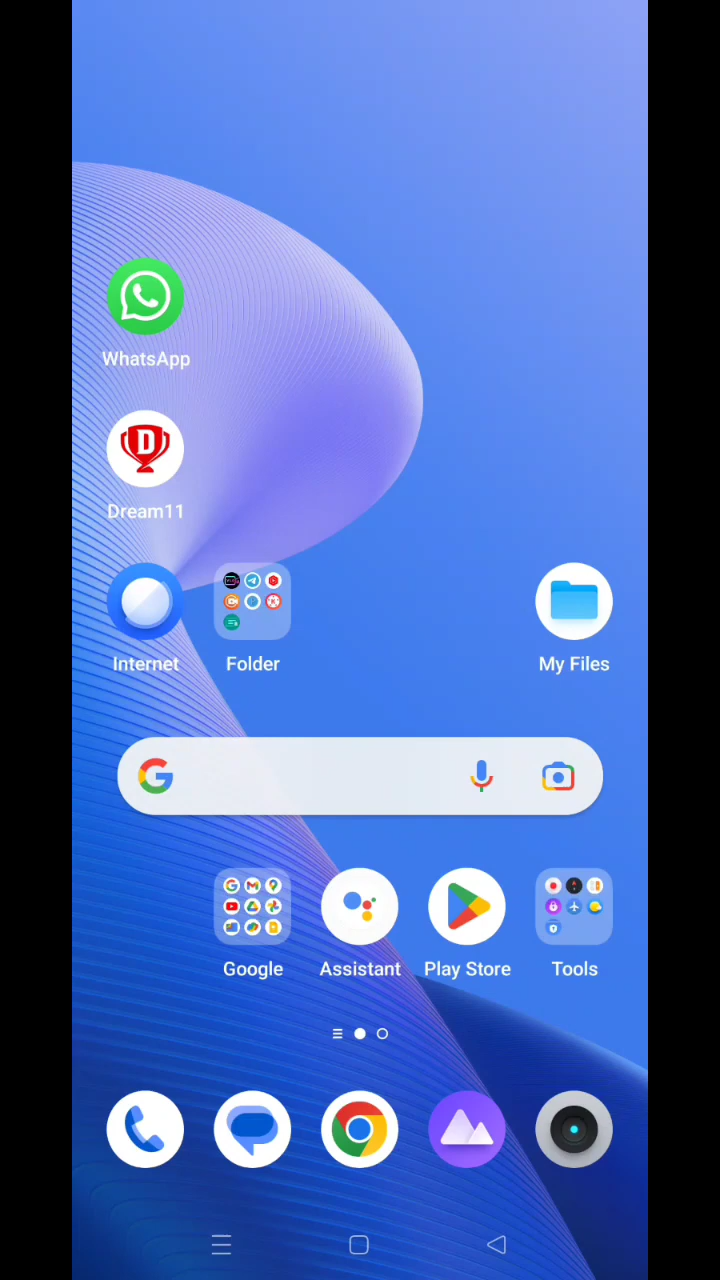 WhatsApp
Dream11
Internet
Folder
My Files
Google
Assistant
Play Store
Tools